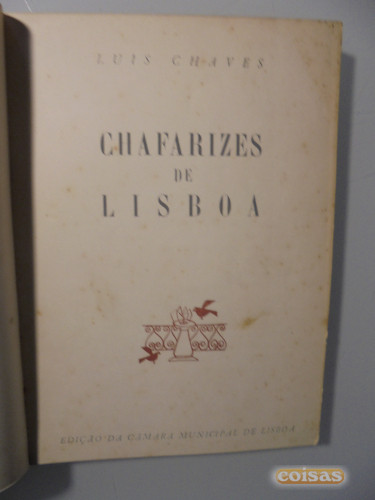 LUIS CHAVES
CHAFARIZES
DE
LISBOA
EDIÇÃO DA CÂMARA MUNICIPAL DE LISBOA
coisas